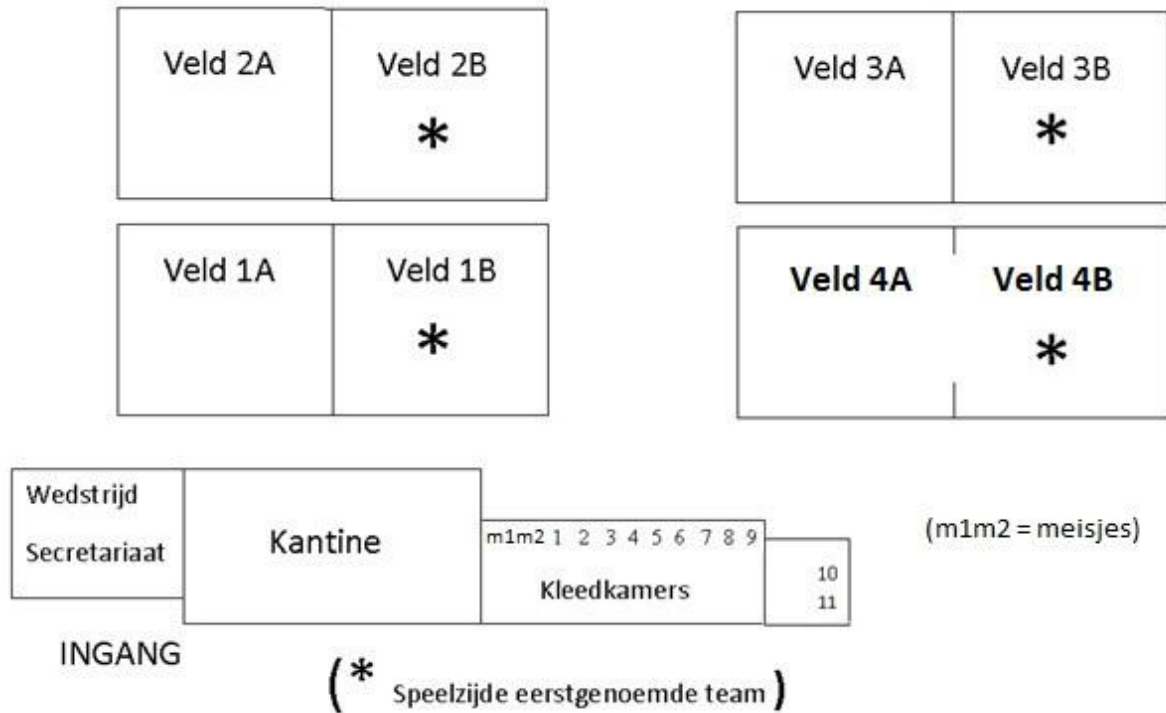 Veld 2A Veld 2B Veld 3A Veld 3B
* *
Veld 1A Veld 1B Veld 4A Veld 4B
* *
Wedstrijd
Secretariaat
Kantine
m1m2 1 2 3 4 5 6 7 8 9
Kleedkamers
10
11
(m1m2 = meisjes)
INGANG
(* Speelzijde eerstgenoemde team)